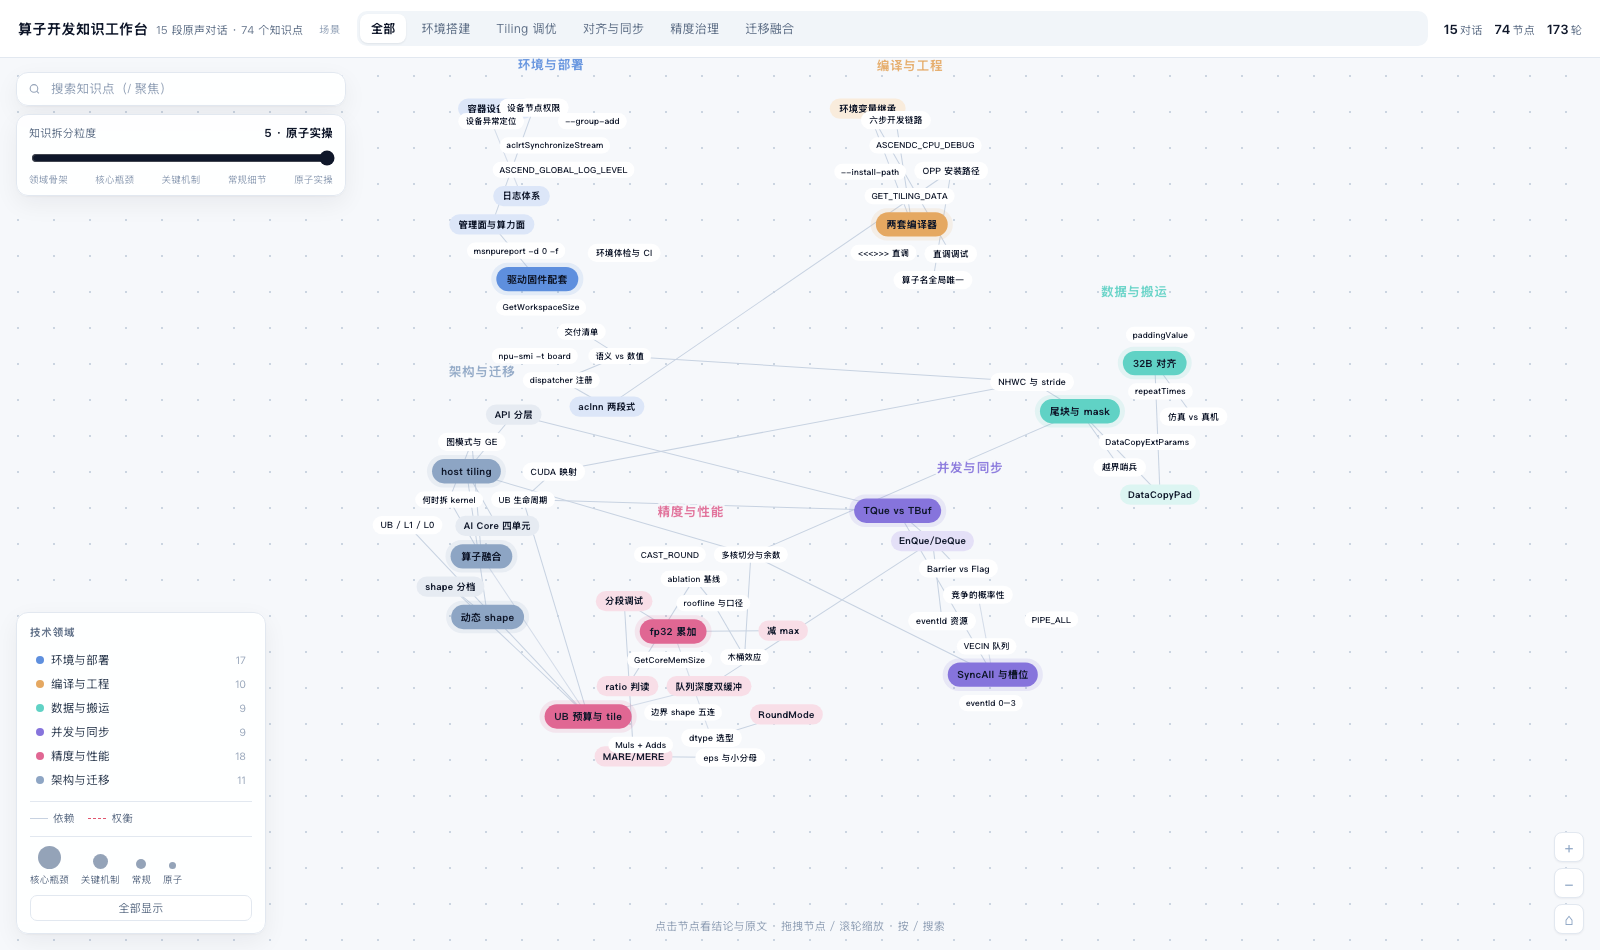 算子开发知识工作台
15 段原声对话 · 74 个知识点
场景
全部
环境搭建
Tiling 调优
对齐与同步
精度治理
迁移融合
15 对话
74 节点
173 轮
搜索知识点（/ 聚焦）
知识拆分粒度
5 · 原子实操
领域骨架
核心瓶颈
关键机制
常规细节
原子实操
环境与部署
设备节点权限
设备异常定位
--group-add
aclrtSynchronizeStream
ASCEND_GLOBAL_LOG_LEVEL
日志体系
管理面与算力面
msnpureport -d 0 -f
环境体检与 CI
驱动固件配套
GetWorkspaceSize
交付清单
npu-smi -t board
语义 vs 数值
dispatcher 注册
aclnn 两段式
编译与工程
环境变量继承
六步开发链路
ASCENDC_CPU_DEBUG
--install-path
OPP 安装路径
GET_TILING_DATA
两套编译器
<<<>>> 直调
直调调试
算子名全局唯一
数据与搬运
paddingValue
32B 对齐
NHWC 与 stride
repeatTimes
尾块与 mask
仿真 vs 真机
DataCopyExtParams
越界哨兵
DataCopyPad
架构与迁移
API 分层
图模式与 GE
host tiling
CUDA 映射
何时拆 kernel
UB 生命周期
UB / L1 / L0
AI Core 四单元
算子融合
shape 分档
动态 shape
并发与同步
TQue vs TBuf
EnQue/DeQue
Barrier vs Flag
竞争的概率性
eventId 资源
PIPE_ALL
VECIN 队列
SyncAll 与槽位
eventId 0–3
精度与性能
CAST_ROUND
多核切分与余数
ablation 基线
分段调试
roofline 与口径
fp32 累加
减 max
GetCoreMemSize
木桶效应
ratio 判读
队列深度双缓冲
UB 预算与 tile
边界 shape 五连
RoundMode
dtype 选型
Muls + Adds
MARE/MERE
eps 与小分母
技术领域
环境与部署 17
编译与工程 10
数据与搬运 9
并发与同步 9
精度与性能 18
架构与迁移 11
依赖
权衡
核心瓶颈
关键机制
常规
原子
全部显示
点击节点看结论与原文 · 拖拽节点 / 滚轮缩放 · 按 / 搜索
+
−